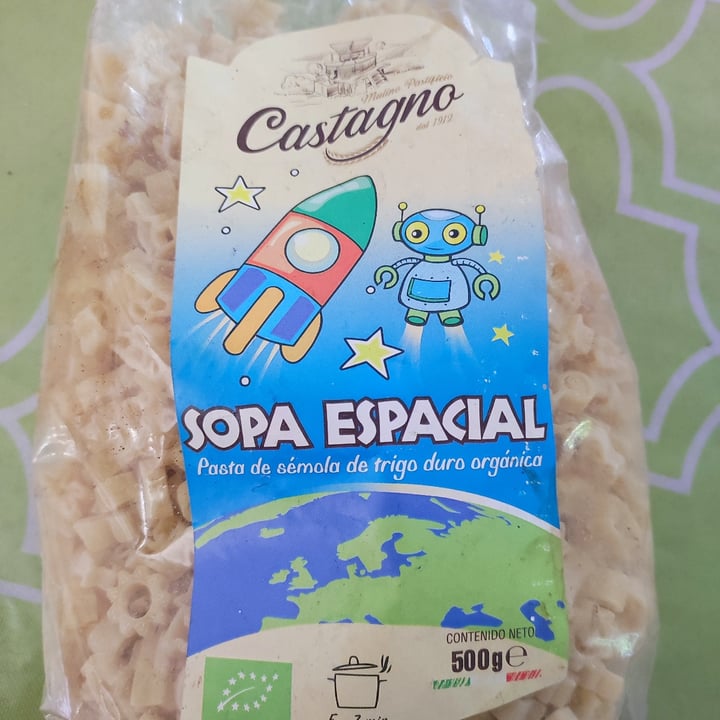 Molino Pastificio
Castagno
dal 1912
SOPA ESPACIAL
Pasta de sémola de trigo duro orgánica
CONTENIDO NETO:
500g e